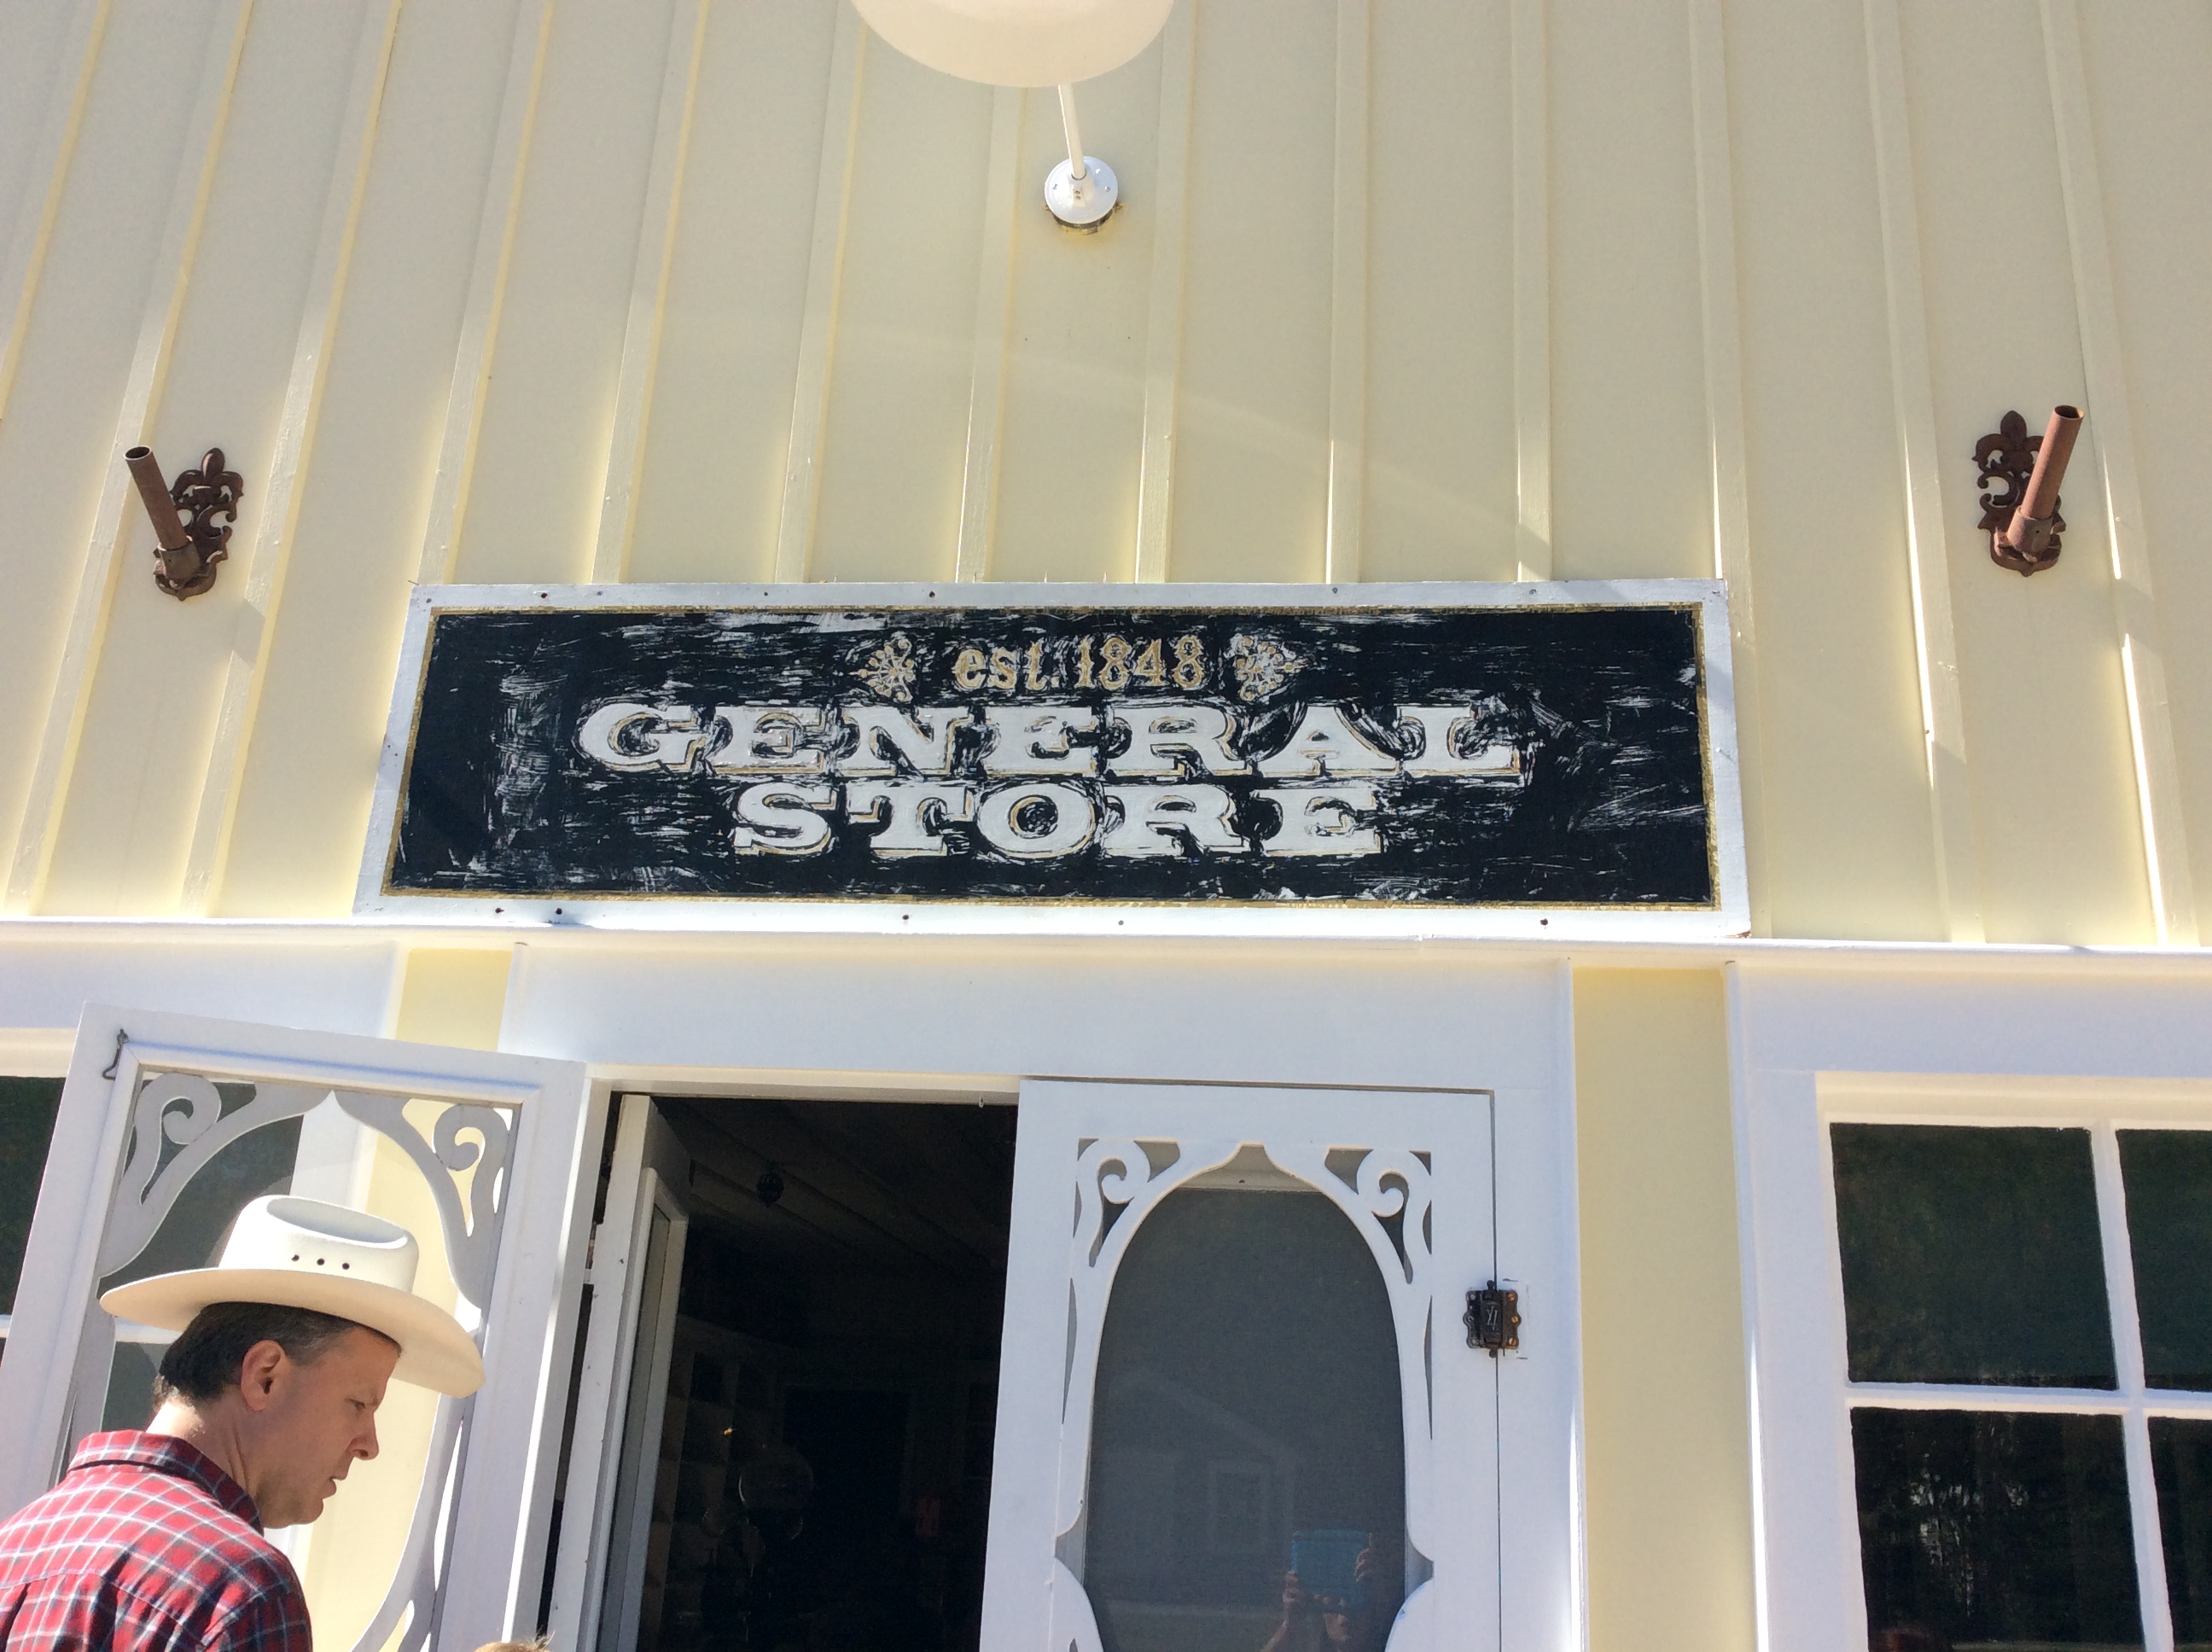 est. 1848
GENERAL
STORE